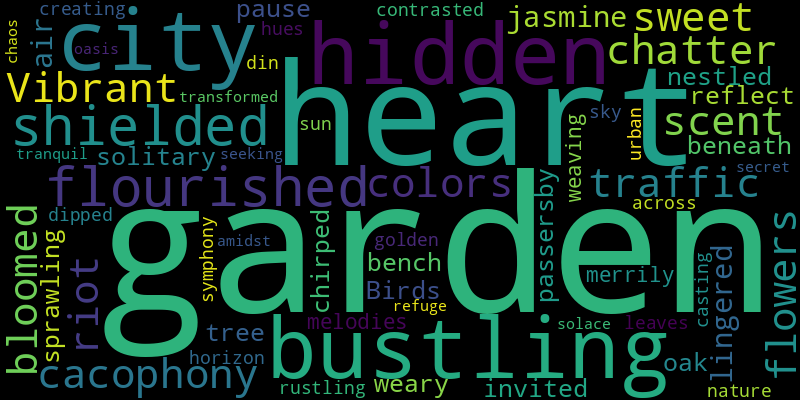 creating
pause
contrasted
jasmine
sweet
chaos
air
city
oasis
hues
hidden
chatter
din
Vibrant
transformed
heart
nestled
reflect
shielded
sun
sky
urban
scent
weaving
beneath
tranquil
solitary
seeking
secret
flourished
colors
traffic
across
passersby
bloomed
dipped
garden
flowers
sprawling
riot
symphony
amidst
chirped
golden
bench
merrily
casting
lingered
Birds
refuge
melodies
solace
leaves
tree
horizon
bustling
oak
cacophony
rustling
weary
invited
nature